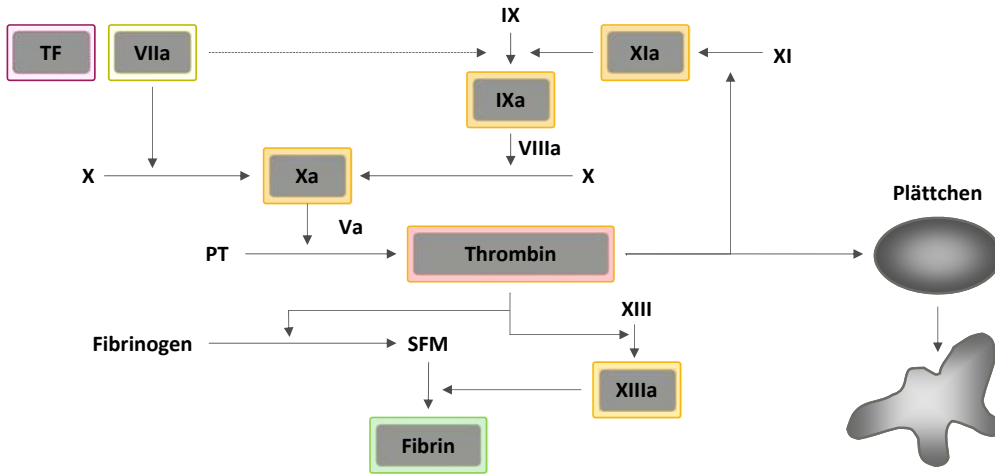 IX
TF
VIIa
XIa
XI
IXa
VIIIa
X
Xa
X
Plättchen
Va
PT
Thrombin
XIII
Fibrinogen
SFM
XIIIa
Fibrin